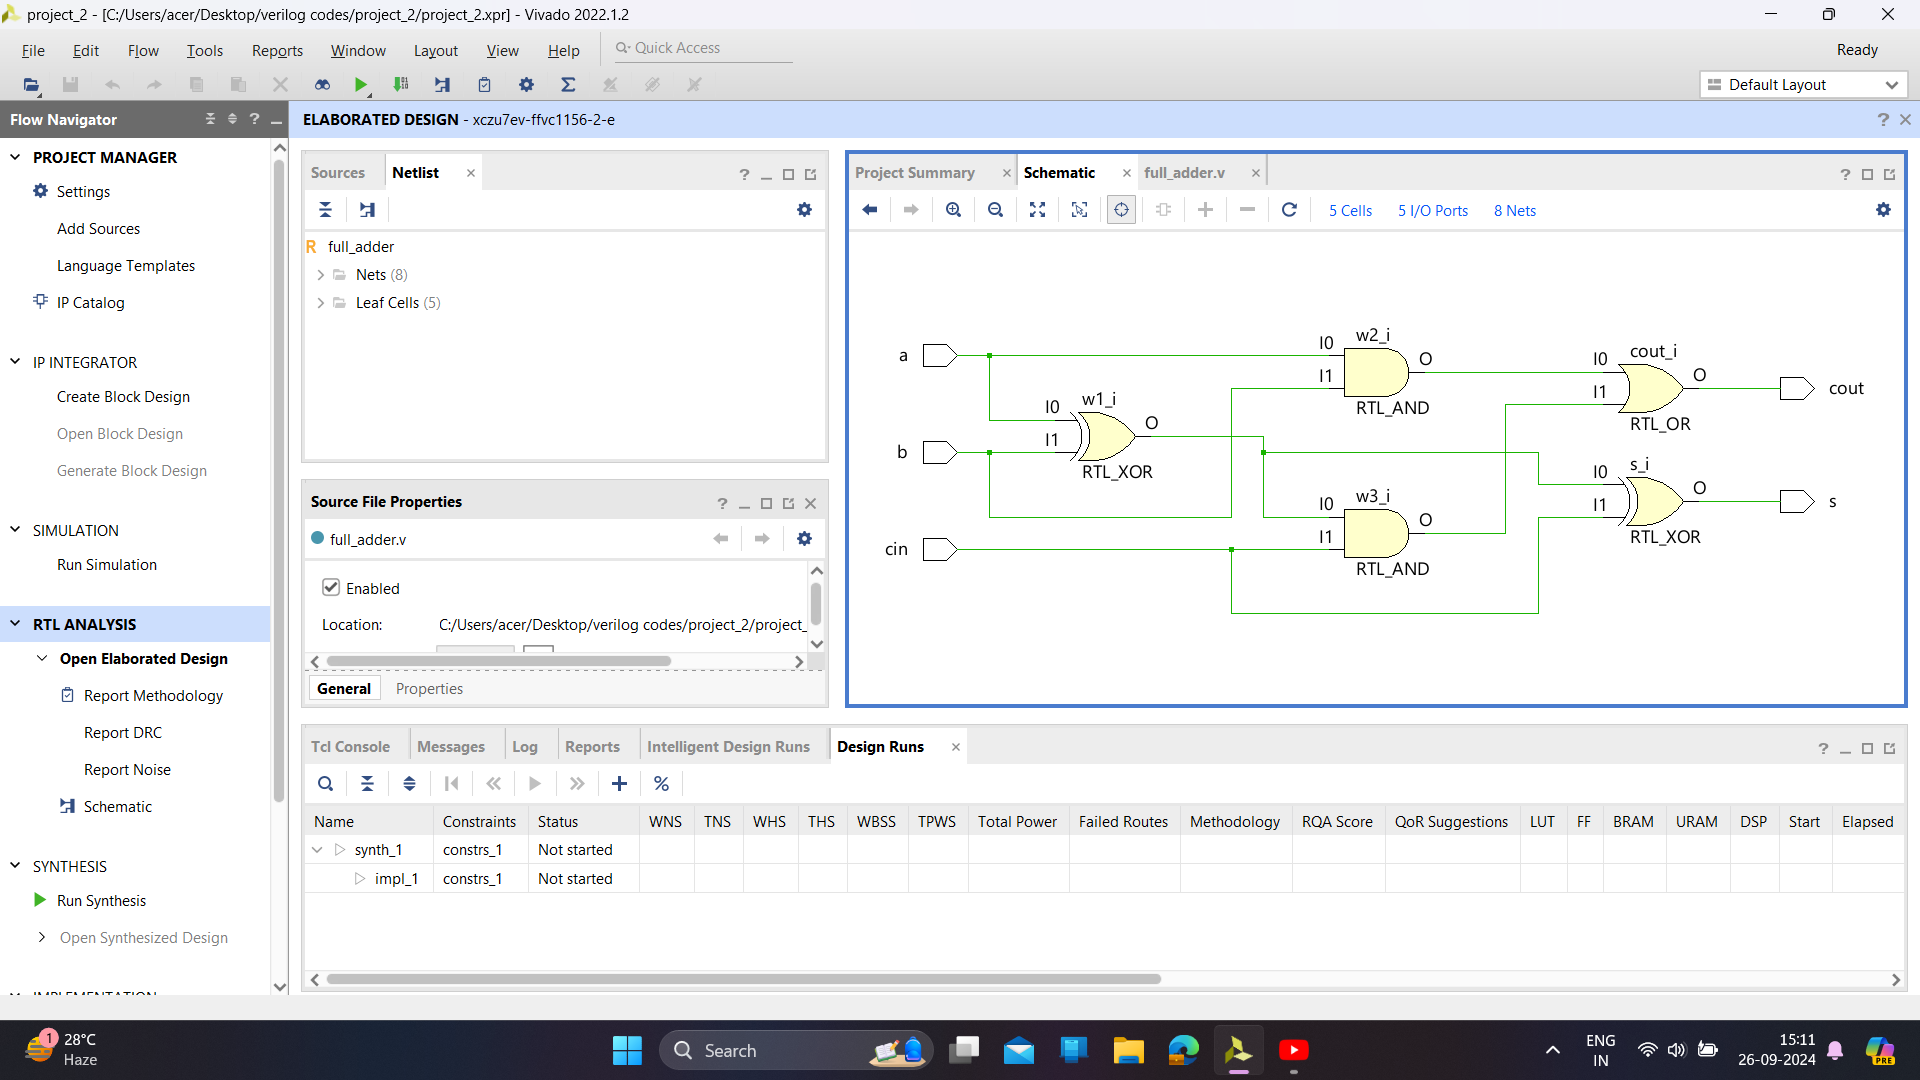 project_2 - [C:/Users/acer/Desktop/verilog codes/project_2/project_2.xpr] - Vivado 2022.1.2
File Edit Flow Tools Reports Window Layout View Help Quick Access Ready
Default Layout
Flow Navigator ?
ELABORATED DESIGN - xczu7ev-ffvc1156-2-e ?
PROJECT MANAGER
Settings
Add Sources
Language Templates
IP Catalog
IP INTEGRATOR
Create Block Design
Open Block Design
Generate Block Design
SIMULATION
Run Simulation
RTL ANALYSIS
Open Elaborated Design
Report Methodology
Report DRC
Report Noise
Schematic
SYNTHESIS
Run Synthesis
Open Synthesized Design
Sources Netlist ?
R full_adder
Nets (8)
Leaf Cells (5)
Source File Properties ?
full_adder.v
Enabled
Location: C:/Users/acer/Desktop/verilog codes/project_2/project_
General Properties
Project Summary Schematic full_adder.v ?
5 Cells 5 I/O Ports 8 Nets
a
b
cin
w1_i
I0
I1
O
RTL_XOR
w2_i
I0
I1
O
RTL_AND
w3_i
I0
I1
O
RTL_AND
cout_i
I0
I1
O
RTL_OR
cout
s_i
I0
I1
O
RTL_XOR
s
Tcl Console Messages Log Reports Intelligent Design Runs Design Runs ?
%
Name Constraints Status WNS TNS WHS THS WBSS TPWS Total Power Failed Routes Methodology RQA Score QoR Suggestions LUT FF BRAM URAM DSP Start Elapsed
synth_1 constrs_1 Not started
impl_1 constrs_1 Not started
1
28°C
Haze
Search
ENG
IN
15:11
26-09-2024
PRE